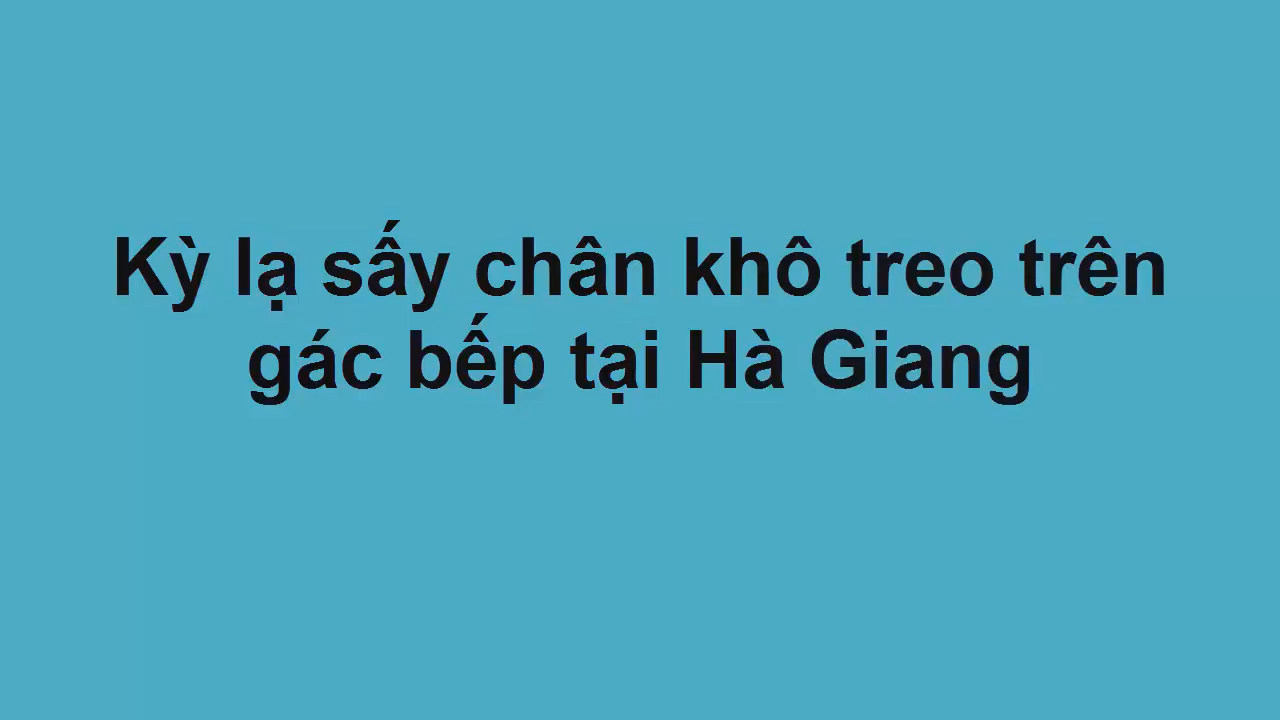 Kỳ lạ sấy chân khô treo trên
gác bếp tại Hà Giang